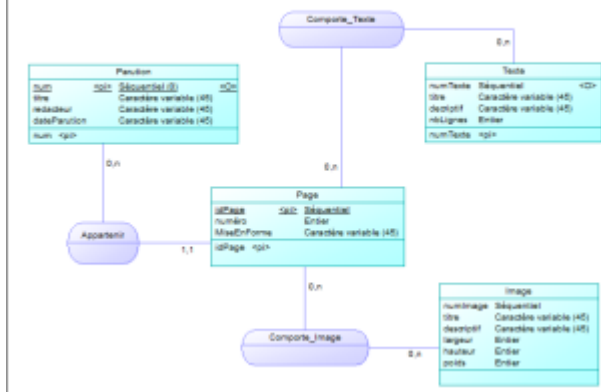 Comporte_Texte
0,n
Parution
num <pi> Séquentiel (8) <O>
titre Caractère variable (45)
redacteur Caractère variable (45)
dateParution Caractère variable (45)
num <pi>
Texte
numTexte Séquentiel <O>
titre Caractère variable (45)
descriptif Caractère variable (45)
nbLignes Entier
numTexte <pi>
0,n
0,n
Page
idPage <pi> Séquentiel
numéro Entier
MiseEnForme Caractère variable (45)
idPage <pi>
Appartenir
1,1
0,n
Image
numImage Séquentiel
titre Caractère variable (45)
descriptif Caractère variable (45)
largeur Entier
hauteur Entier
poids Entier
Comporte_Image
0,n